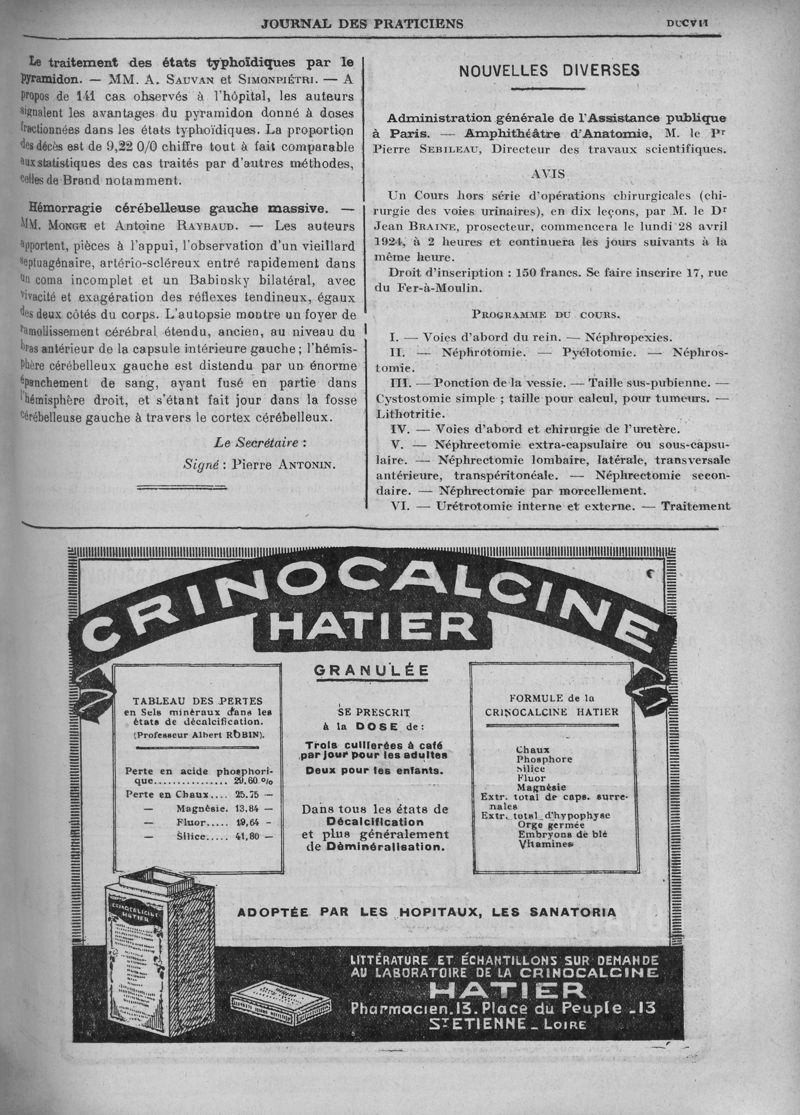 JOURNAL DES PRATICIENS
DCCVII
Le traitement des états typhoïdiques par le
pyramidon. — MM. A. SAUVAN et SIMONPIÉTRI. — A
propos de 141 cas observés à l'hôpital, les auteurs
signalent les avantages du pyramidon donné à doses
fractionnées dans les états typhoïdiques. La proportion
des décès est de 9,22 0/0 chiffre tout à fait comparable
aux statistiques des cas traités par d'autres méthodes,
celles de Brand notamment.
Hémorragie cérébelleuse gauche massive. —
MM. MONGE et Antoine RAYBAUD. — Les auteurs
apportent, pièces à l'appui, l'observation d'un vieillard
septuagénaire, artério-scléreux entré rapidement dans
un coma incomplet et un Babinsky bilatéral, avec
vivacité et exagération des réflexes tendineux, égaux
des deux côtés du corps. L'autopsie montre un foyer de
ramollissement cérébral étendu, ancien, au niveau du
bras antérieur de la capsule intérieure gauche ; l'hémis-
phère cérébelleux gauche est distendu par un énorme
épanchement de sang, ayant fusé en partie dans
l'hémisphère droit, et s'étant fait jour dans la fosse
cérébelleuse gauche à travers le cortex cérébelleux.
Le Secrétaire :
Signé : Pierre ANTONIN.
NOUVELLES DIVERSES
Administration générale de l'Assistance publique
à Paris. — Amphithéâtre d'Anatomie, M. le Pr
Pierre SEBILEAU, Directeur des travaux scientifiques.
AVIS
Un Cours hors série d'opérations chirurgicales (chi-
rurgie des voies urinaires), en dix leçons, par M. le Dr
Jean BRAINE, prosecteur, commencera le lundi 28 avril
1924, à 2 heures et continuera les jours suivants à la
même heure.
Droit d'inscription : 150 francs. Se faire inscrire 17, rue
du Fer-à-Moulin.
PROGRAMME DU COURS.
I. — Voies d'abord du rein. — Néphropexies.
II. — Néphrotomie. — Pyélotomie. — Néphros-
tomie.
III. — Ponction de la vessie. — Taille sus-pubienne. —
Cystostomie simple ; taille pour calcul, pour tumeurs. —
Lithotritie.
IV. — Voies d'abord et chirurgie de l'uretère.
V. — Néphrectomie extra-capsulaire ou sous-capsu-
laire. — Néphrectomie lombaire, latérale, transversale
antérieure, transpéritonéale. — Néphrectomie secon-
daire. — Néphrectomie par morcellement.
VI. — Urétrotomie interne et externe. — Traitement
CRINOCALCINE
HATIER
GRANULÉE
TABLEAU DES PERTES
en Sels minéraux dans les
états de décalcification.
(Professeur Albert ROBIN).
Perte en acide phosphori-
que................ 29,60 %
Perte en Chaux.... 25.75 —
— Magnésie. 13.84 —
— Fluor..... 19,64 -
— Silice..... 41,80 —
SE PRESCRIT
à la DOSE de :
Trois cuillerées à café
par jour pour les adultes
Deux pour les enfants.
Dans tous les états de
Décalcification
et plus généralement
de Déminéralisation.
FORMULE de la
CRINOCALCINE HATIER
Chaux
Phosphore
Silice
Fluor
Magnésie
Extr. total de caps. surre-
nales
Extr. total d'hypophyse
Orge germée
Embryons de blé
Vitamines
CRINOCALCINE
HATIER
ADOPTÉE PAR LES HOPITAUX, LES SANATORIA
LITTÉRATURE ET ÉCHANTILLONS SUR DEMANDE
AU LABORATOIRE DE LA CRINOCALCINE
HATIER
Pharmacien.13.Place du Peuple _13
ST ETIENNE _ LOIRE